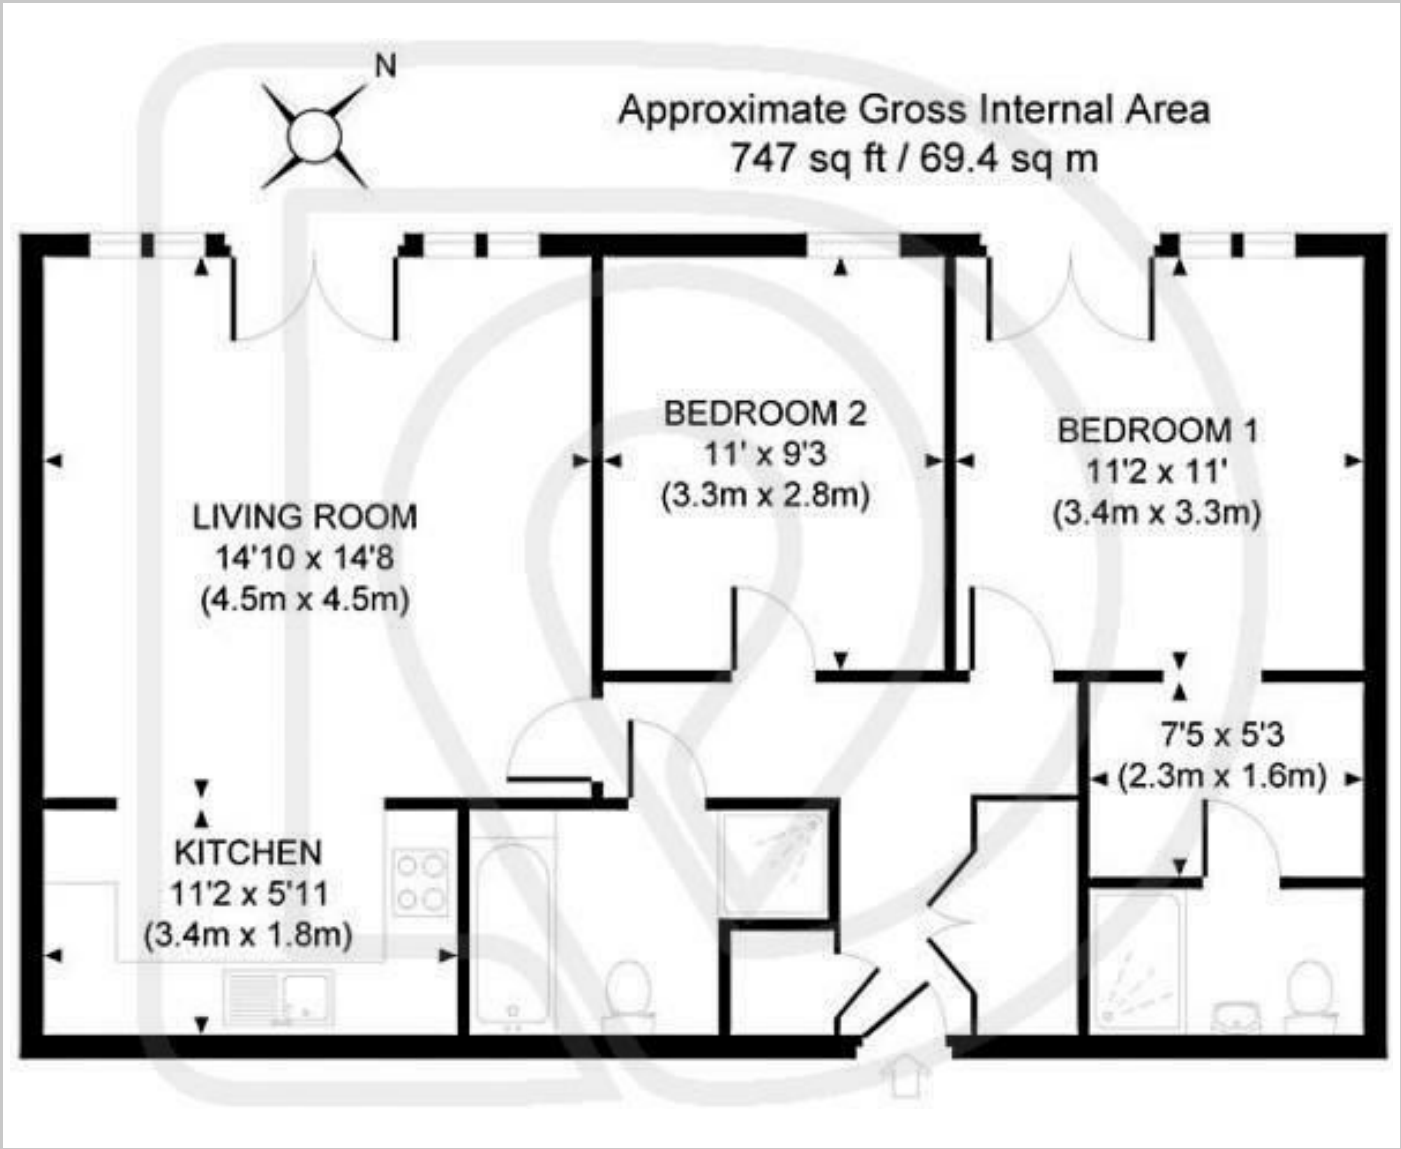 N
Approximate Gross Internal Area
747 sq ft / 69.4 sq m
BEDROOM 2
11' x 9'3
(3.3m x 2.8m)
BEDROOM 1
11'2 x 11'
(3.4m x 3.3m)
LIVING ROOM
14'10 x 14'8
(4.5m x 4.5m)
7'5 x 5'3
(2.3m x 1.6m)
KITCHEN
11'2 x 5'11
(3.4m x 1.8m)